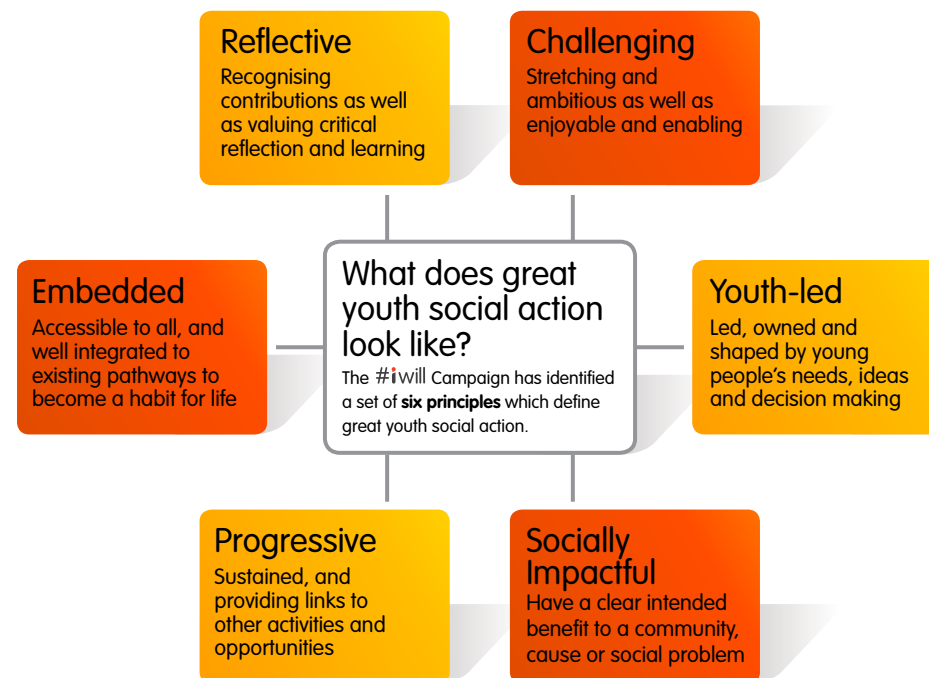 Reflective
Recognising
contributions as well
as valuing critical
reflection and learning
Challenging
Stretching and
ambitious as well as
enjoyable and enabling
Embedded
Accessible to all, and
well integrated to
existing pathways to
become a habit for life
What does great
youth social action
look like?
The #iwill Campaign has identified
a set of six principles which define
great youth social action.
Youth-led
Led, owned and
shaped by young
people's needs, ideas
and decision making
Progressive
Sustained, and
providing links to
other activities and
opportunities
Socially
Impactful
Have a clear intended
benefit to a community,
cause or social problem